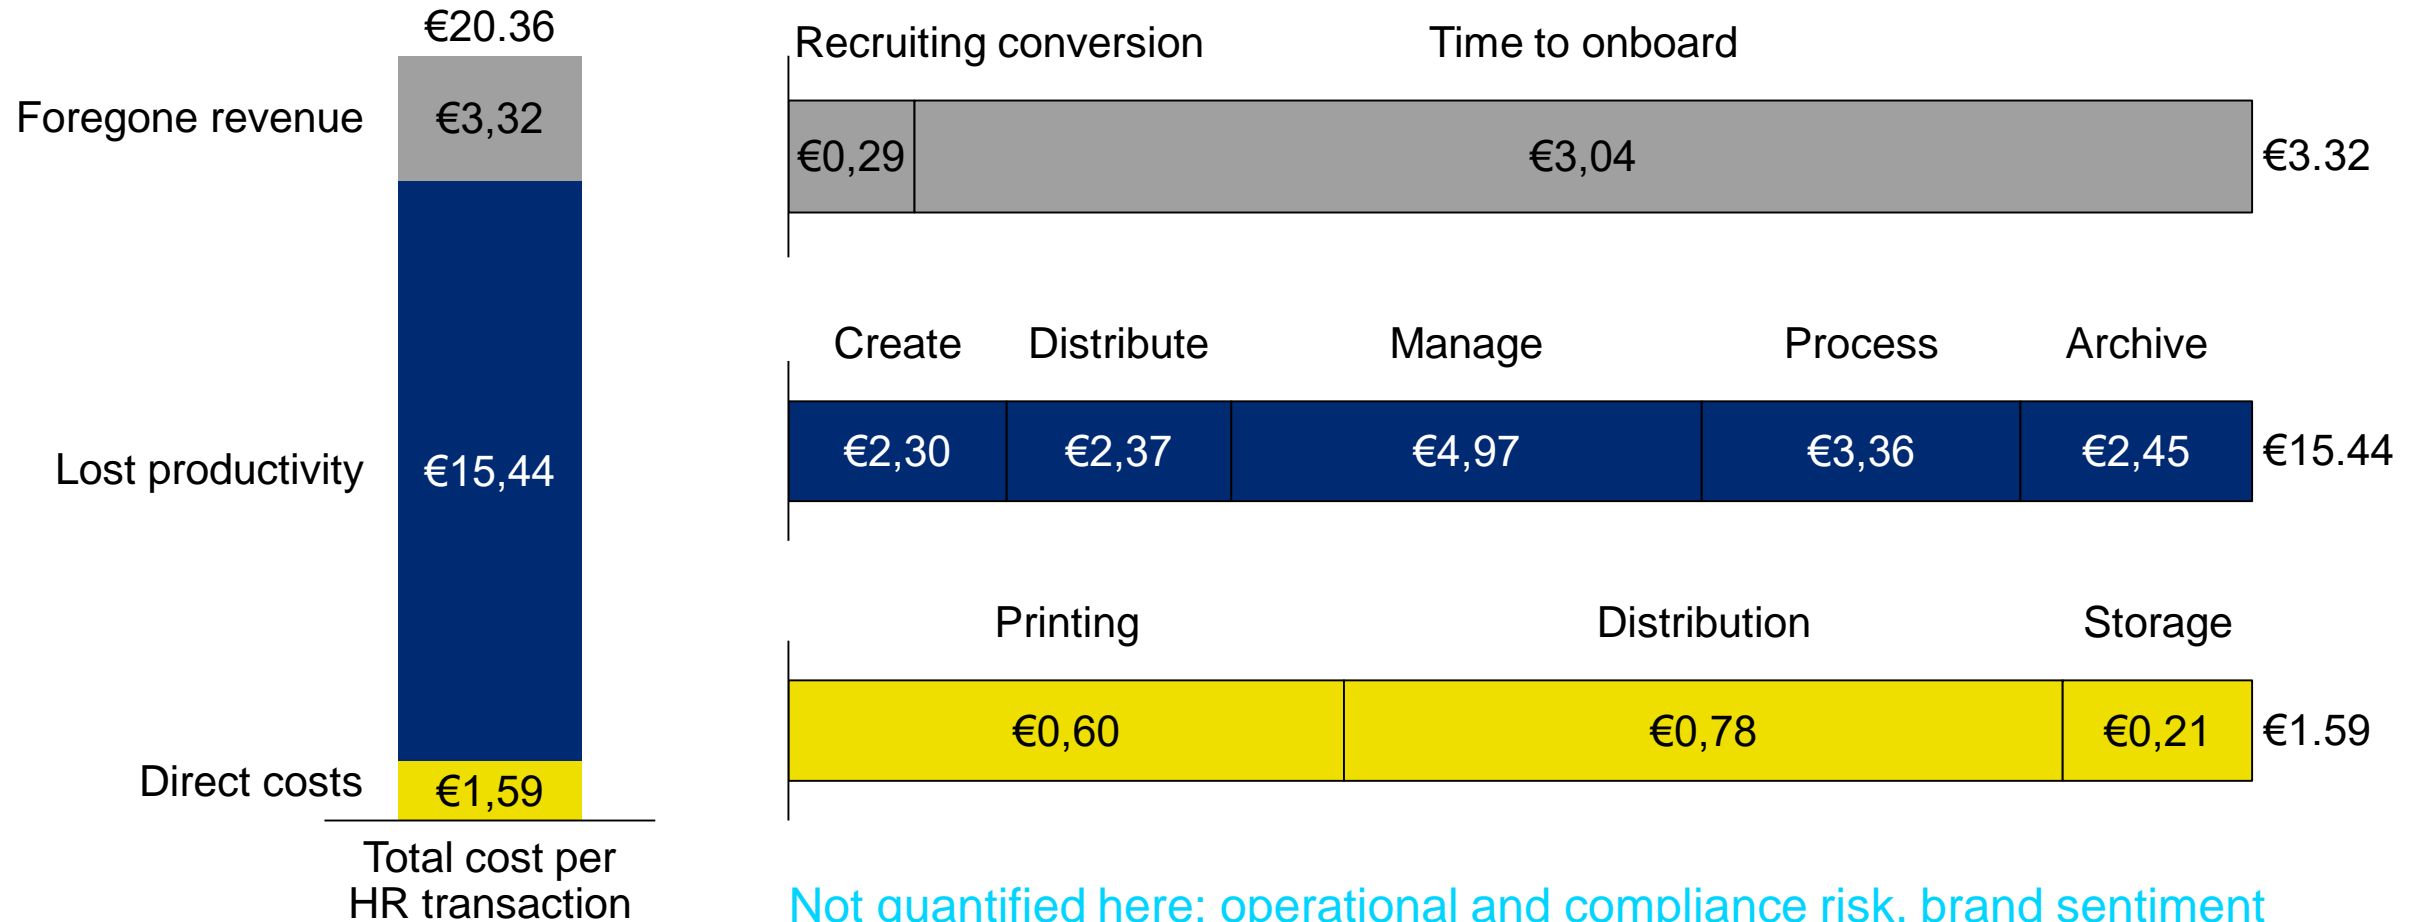 €20.36
Foregone revenue
€3,32
Lost productivity
€15,44
Direct costs
€1,59
Total cost per
HR transaction
Recruiting conversion
Time to onboard
€0,29
€3,04
€3.32
Create
Distribute
Manage
Process
Archive
€2,30
€2,37
€4,97
€3,36
€2,45
€15.44
Printing
Distribution
Storage
€0,60
€0,78
€0,21
€1.59
Not quantified here: operational and compliance risk, brand sentiment